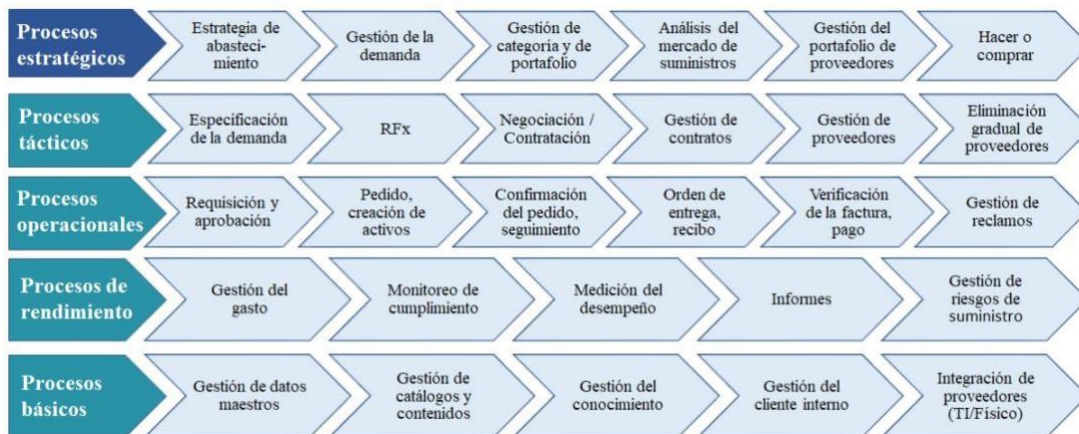 Procesos
estratégicos
Estrategia de
abasteci-
miento
Gestión de la
demanda
Gestión de
categoría y de
portafolio
Análisis del
mercado de
suministros
Gestión del
portafolio de
proveedores
Hacer o
comprar
Procesos
tácticos
Especificación
de la demanda
RFx
Negociación /
Contratación
Gestión de
contratos
Gestión de
proveedores
Eliminación
gradual de
proveedores
Procesos
operacionales
Requisición y
aprobación
Pedido,
creación de
activos
Confirmación
del pedido,
seguimiento
Orden de
entrega,
recibo
Verificación
de la factura,
pago
Gestión de
reclamos
Procesos de
rendimiento
Gestión del
gasto
Monitoreo de
cumplimiento
Medición del
desempeño
Informes
Gestión de
riesgos de
suministro
Procesos
básicos
Gestión de datos
maestros
Gestión de
catálogos y
contenidos
Gestión del
conocimiento
Gestión del
cliente interno
Integración de
proveedores
(TI/Físico)